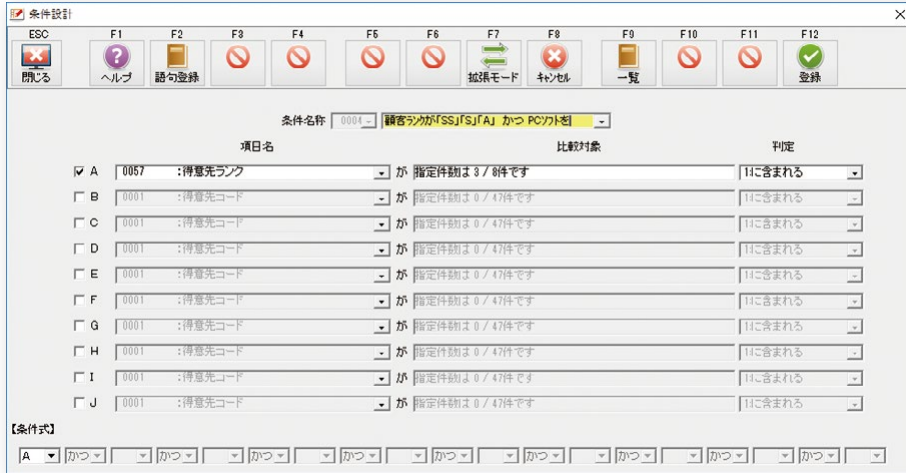 条件設計
ESC F1 F2 F3 F4 F5 F6 F7 F8 F9 F10 F11 F12
閉じる ヘルプ 語句登録 拡張モード キャンセル 一覧 登録
条件名称 0004 顧客ランクが「SS」「S」「A」 かつ PCソフトを
項目名 比較対象 判定
A 0057 :得意先ランク が 指定件数は 3 / 8件です 1:に含まれる
B 0001 :得意先コード が 指定件数は 0 / 47件です 1:に含まれる
C 0001 :得意先コード が 指定件数は 0 / 47件です 1:に含まれる
D 0001 :得意先コード が 指定件数は 0 / 47件です 1:に含まれる
E 0001 :得意先コード が 指定件数は 0 / 47件です 1:に含まれる
F 0001 :得意先コード が 指定件数は 0 / 47件です 1:に含まれる
G 0001 :得意先コード が 指定件数は 0 / 47件です 1:に含まれる
H 0001 :得意先コード が 指定件数は 0 / 47件です 1:に含まれる
I 0001 :得意先コード が 指定件数は 0 / 47件です 1:に含まれる
J 0001 :得意先コード が 指定件数は 0 / 47件です 1:に含まれる
【条件式】
A かつ かつ かつ かつ かつ かつ かつ かつ かつ